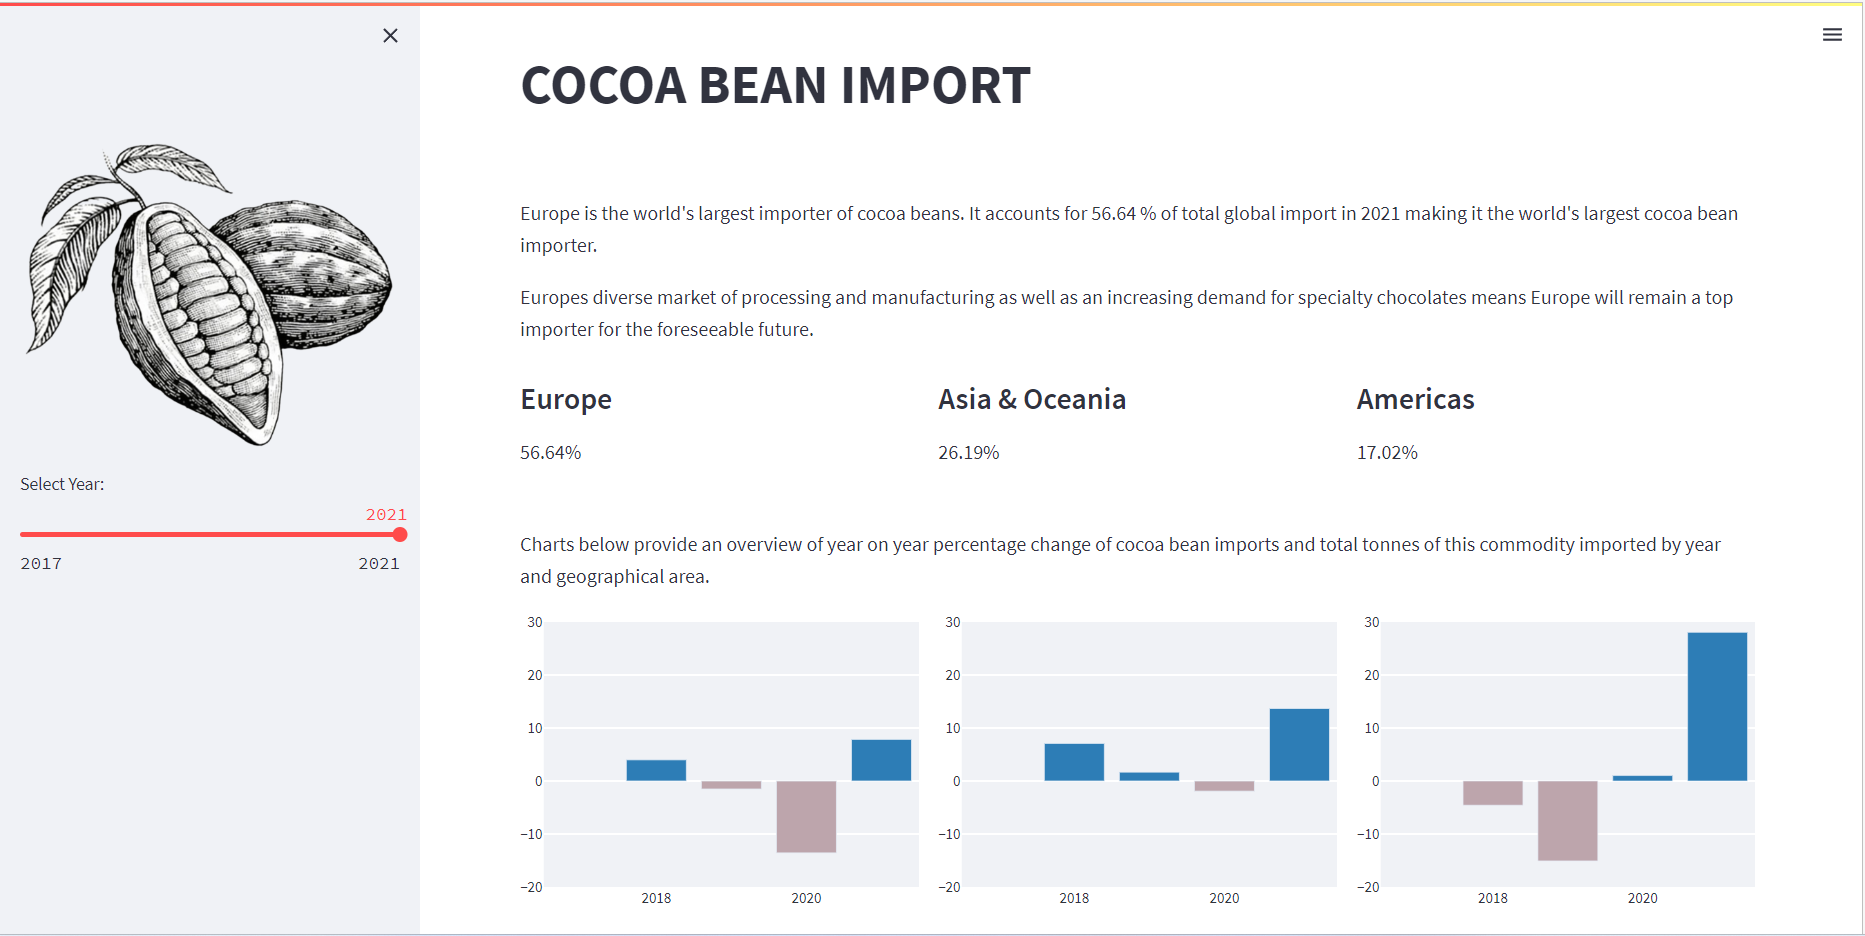 COCOA BEAN IMPORT
Europe is the world's largest importer of cocoa beans. It accounts for 56.64 % of total global import in 2021 making it the world's largest cocoa bean
importer.
Europes diverse market of processing and manufacturing as well as an increasing demand for specialty chocolates means Europe will remain a top
importer for the foreseeable future.
Europe
56.64%
Asia & Oceania
26.19%
Americas
17.02%
Select Year:
2021
2017 2021
Charts below provide an overview of year on year percentage change of cocoa bean imports and total tonnes of this commodity imported by year
and geographical area.
30
20
10
0
−10
−20
2018 2020
30
20
10
0
−10
−20
2018 2020
30
20
10
0
−10
−20
2018 2020